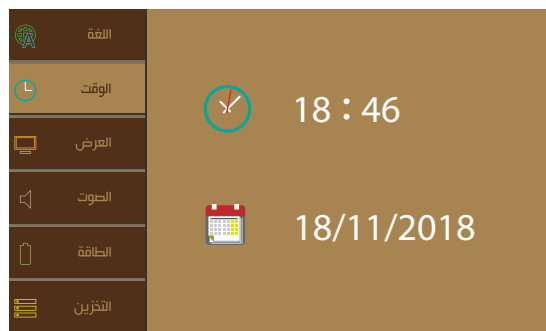 اللغة
الوقت
العرض
الصوت
الطاقة
التخزين
18 : 46
18/11/2018